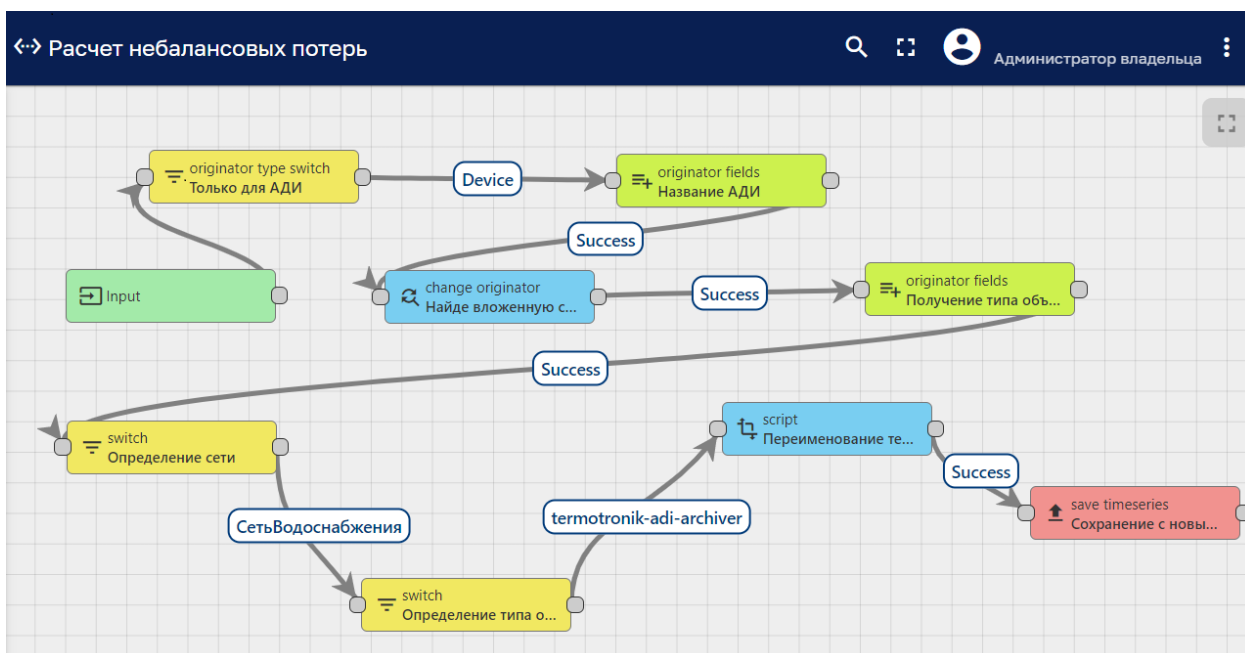 Расчет небалансовых потерь
Администратор владельца
originator type switch
Только для АДИ
Device
originator fields
Название АДИ
Success
Input
change originator
Найде вложенную с...
Success
originator fields
Получение типа объ...
Success
switch
Определение сети
script
Переименование те...
Success
СетьВодоснабжения
termotronik-adi-archiver
save timeseries
Сохранение с новы...
switch
Определение типа о...